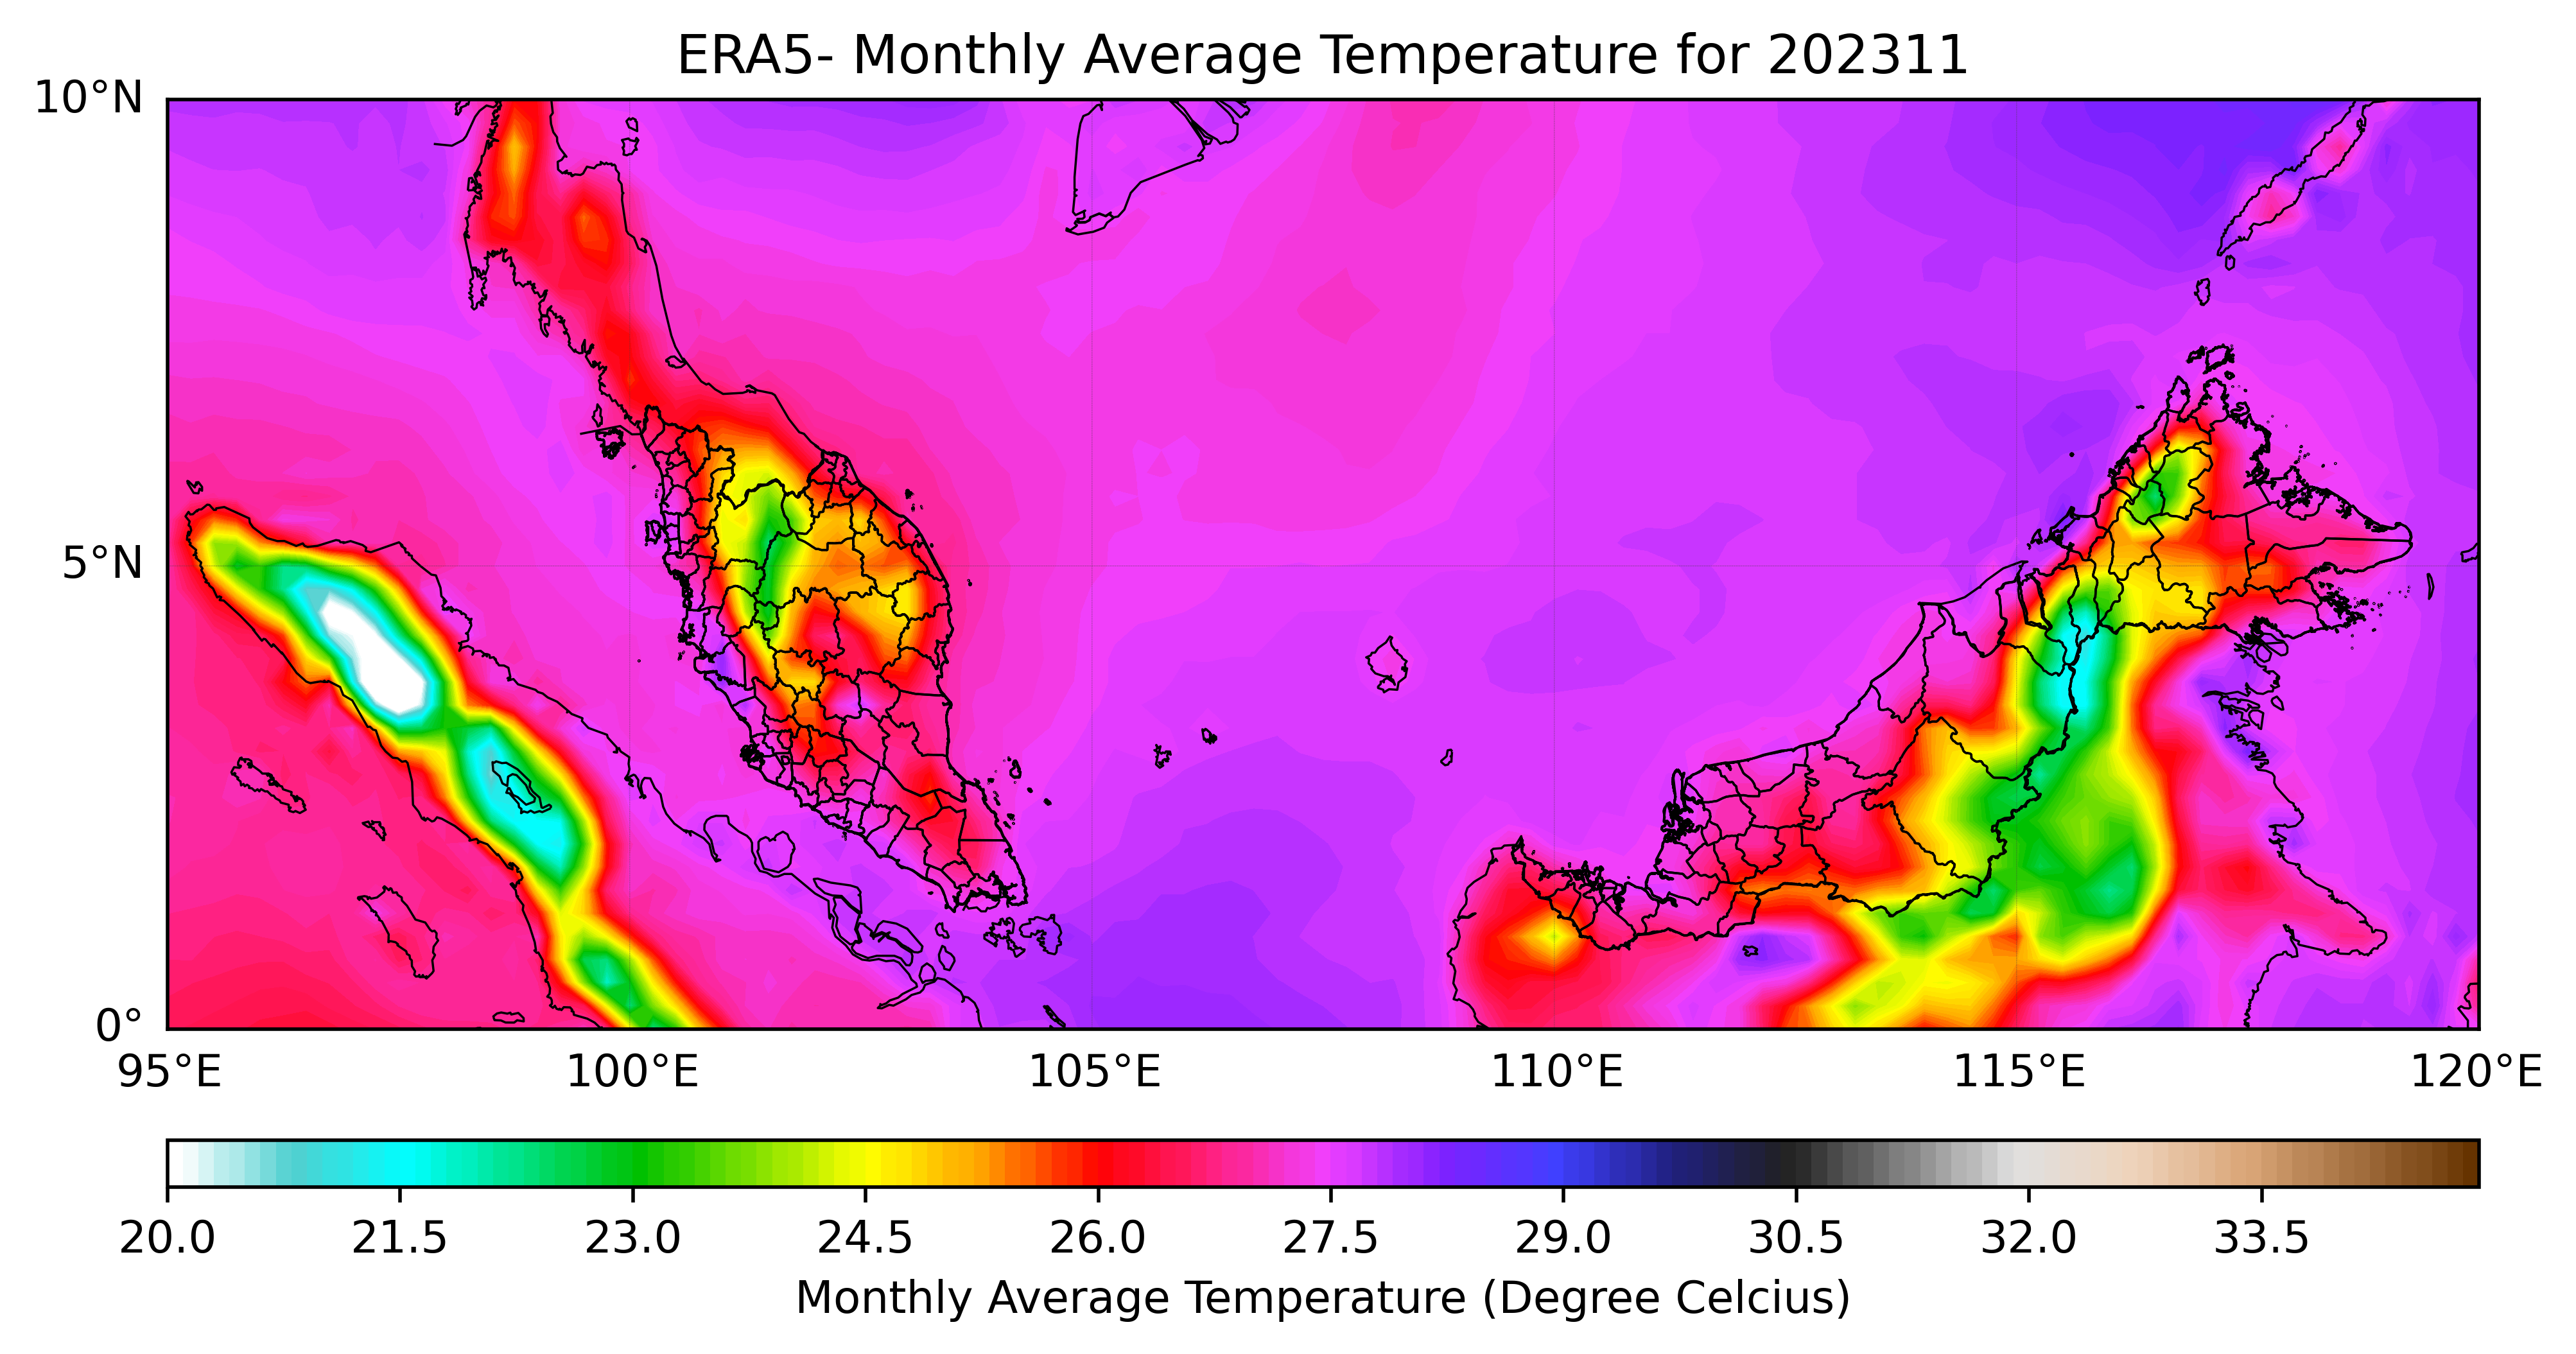 ERA5- Monthly Average Temperature for 202311
10°N
5°N
0°
95°E 100°E 105°E 110°E 115°E 120°E
20.0 21.5 23.0 24.5 26.0 27.5 29.0 30.5 32.0 33.5
Monthly Average Temperature (Degree Celcius)